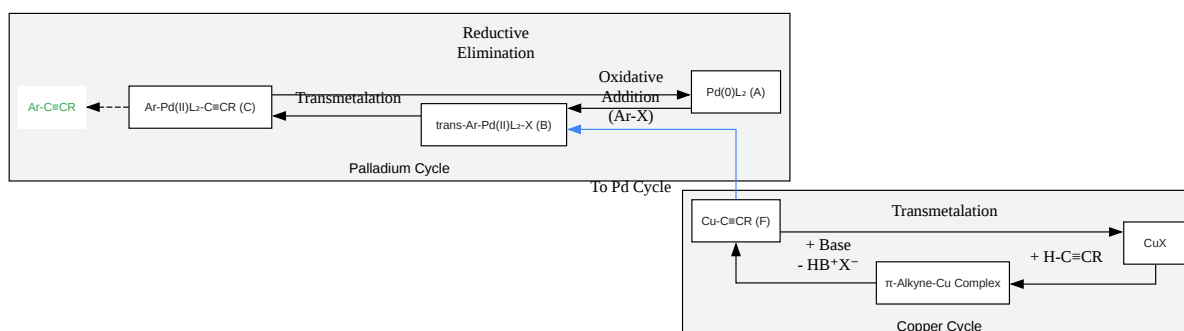 Reductive
Elimination
Oxidative
Addition
(Ar-X)
Pd(0)L₂ (A)
Ar-C≡CR
Ar-Pd(II)L₂-C≡CR (C)
Transmetalation
trans-Ar-Pd(II)L₂-X (B)
Palladium Cycle
To Pd Cycle
Cu-C≡CR (F)
Transmetalation
CuX
+ Base
- HB⁺X⁻
+ H-C≡CR
π-Alkyne-Cu Complex
Copper Cycle